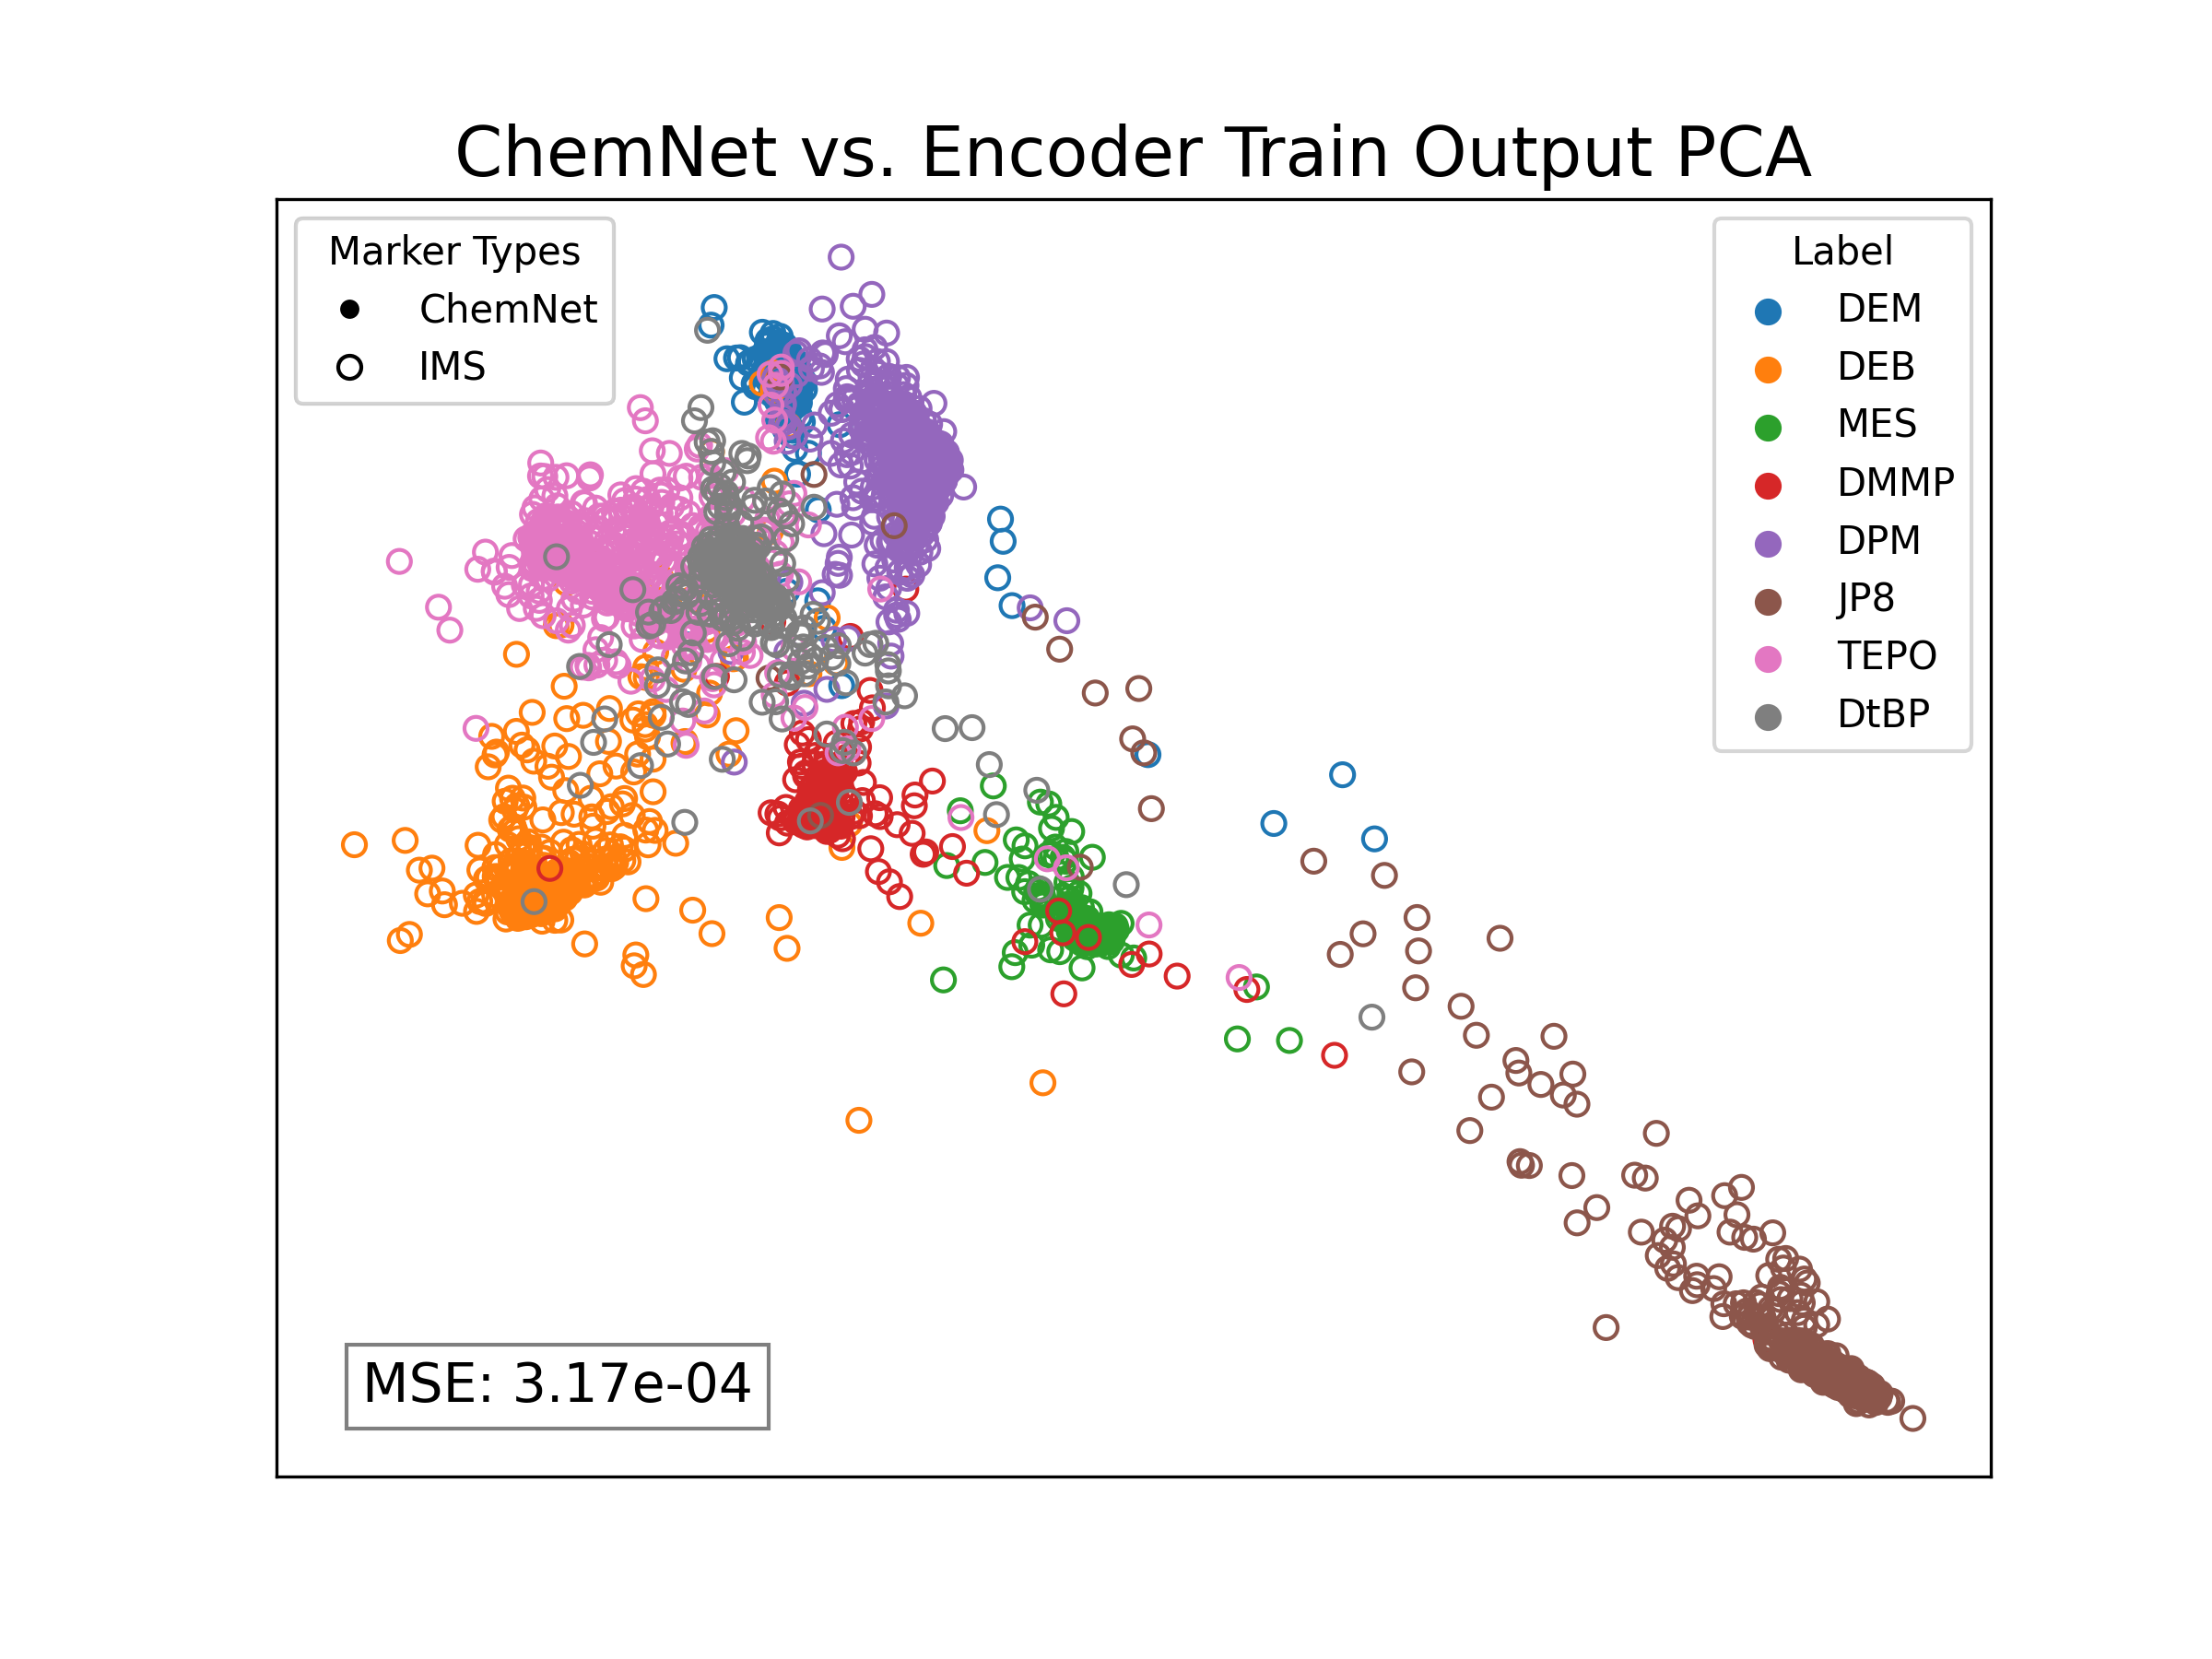 ChemNet vs. Encoder Train Output PCA
Marker Types
ChemNet
IMS
Label
DEM
DEB
MES
DMMP
DPM
JP8
TEPO
DtBP
MSE: 3.17e-04